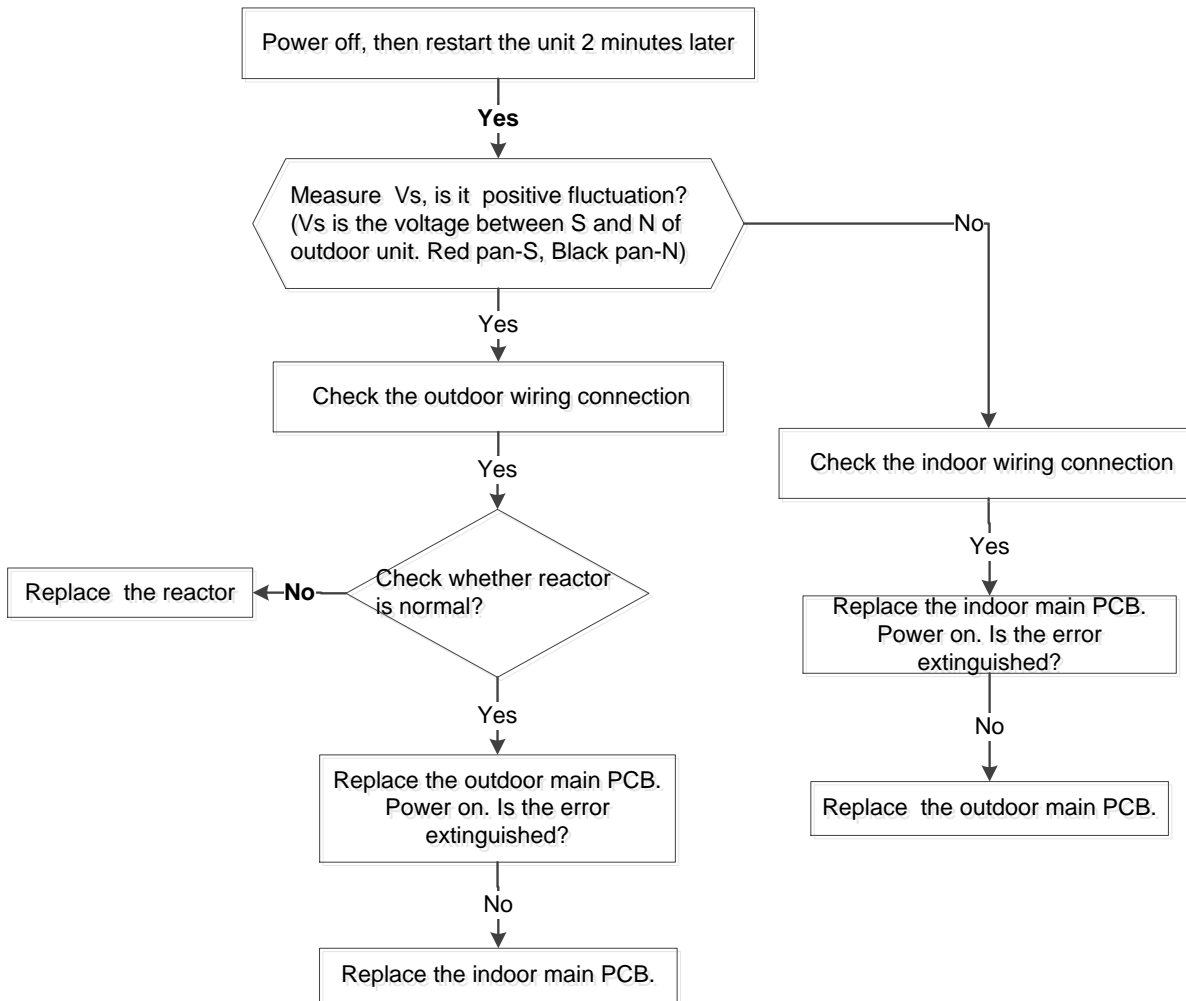 Power off, then restart the unit 2 minutes later
Yes
Measure Vs, is it positive fluctuation?
(Vs is the voltage between S and N of
outdoor unit. Red pan-S, Black pan-N)
No
Yes
Check the outdoor wiring connection
Check the indoor wiring connection
Yes
Yes
Check whether reactor
is normal?
No
Replace the reactor
Replace the indoor main PCB.
Power on. Is the error
extinguished?
Yes
No
Replace the outdoor main PCB.
Power on. Is the error
extinguished?
Replace the outdoor main PCB.
No
Replace the indoor main PCB.